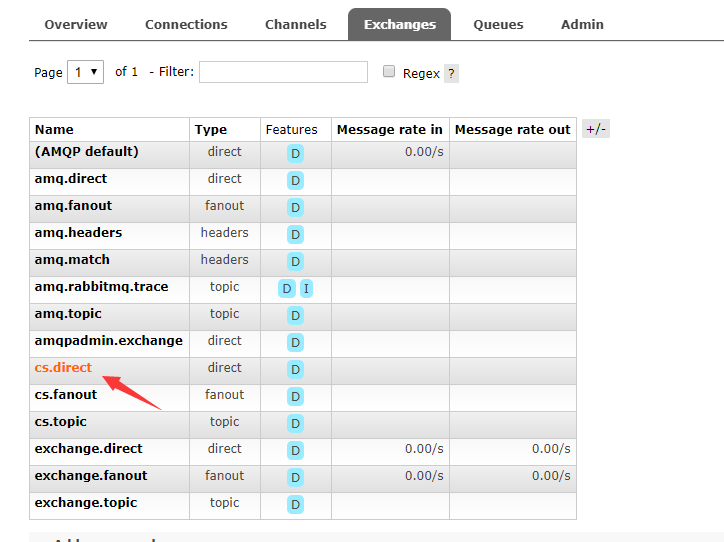 Overview Connections Channels Exchanges Queues Admin
Page 1 of 1 - Filter: Regex ?
Name Type Features Message rate in Message rate out +/-
(AMQP default) direct D 0.00/s
amq.direct direct D
amq.fanout fanout D
amq.headers headers D
amq.match headers D
amq.rabbitmq.trace topic D I
amq.topic topic D
amqpadmin.exchange direct D
cs.direct direct D
cs.fanout fanout D
cs.topic topic D
exchange.direct direct D 0.00/s 0.00/s
exchange.fanout fanout D 0.00/s 0.00/s
exchange.topic topic D